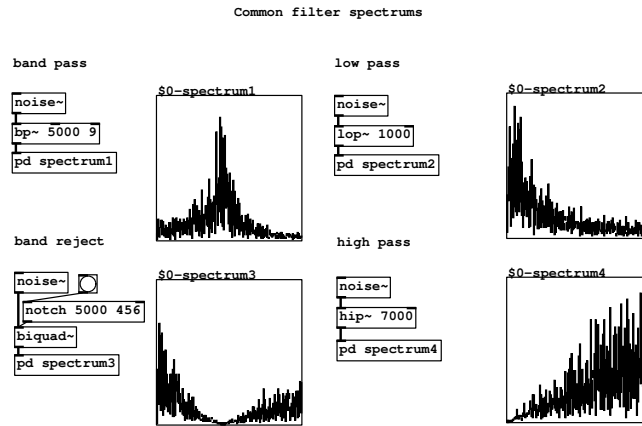 Common filter spectrums
band pass
noise~
bp~ 5000 9
pd spectrum1
$0-spectrum1
low pass
noise~
lop~ 1000
pd spectrum2
$0-spectrum2
band reject
noise~
notch 5000 456
biquad~
pd spectrum3
$0-spectrum3
high pass
noise~
hip~ 7000
pd spectrum4
$0-spectrum4